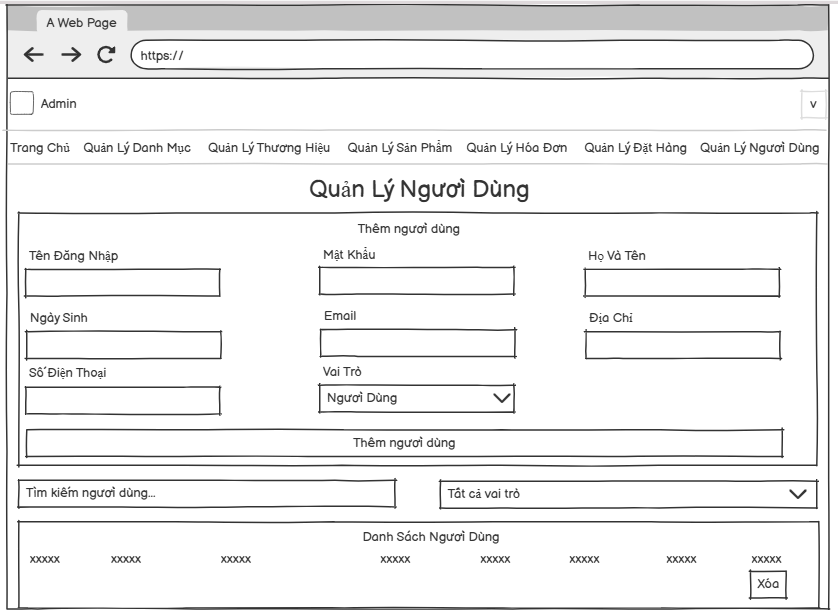 A Web Page
https://
Admin
v
Trang Chủ Quản Lý Danh Mục Quản Lý Thương Hiệu Quản Lý Sản Phẩm Quản Lý Hóa Đơn Quản Lý Đặt Hàng Quản Lý Người Dùng
Quản Lý Người Dùng
Thêm người dùng
Tên Đăng Nhập Mật Khẩu Họ Và Tên
Ngày Sinh Email Địa Chỉ
Số Điện Thoại Vai Trò
Người Dùng
Thêm người dùng
Tìm kiếm người dùng... Tất cả vai trò
Danh Sách Người Dùng
xxxxx xxxxx xxxxx xxxxx xxxxx xxxxx xxxxx xxxxx
Xóa